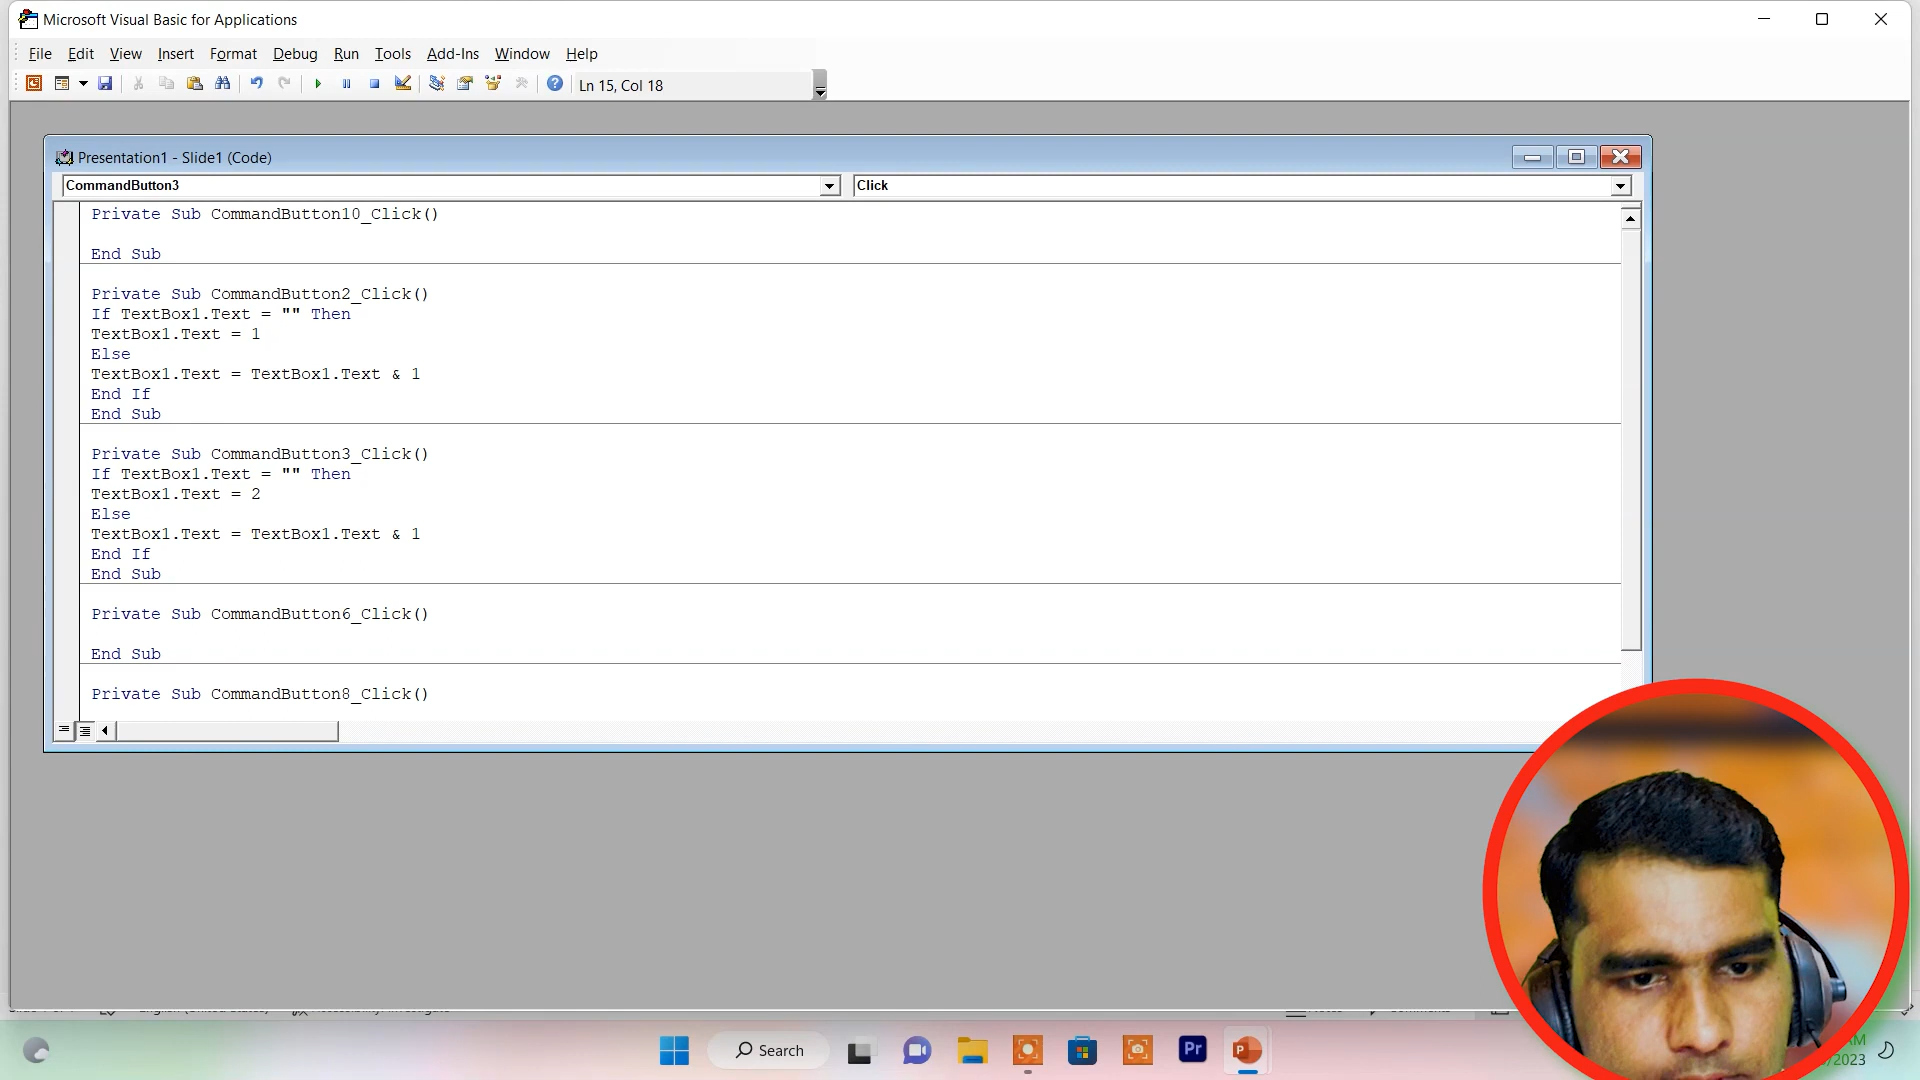 Microsoft Visual Basic for Applications
File Edit View Insert Format Debug Run Tools Add-Ins Window Help
Ln 15, Col 18
Presentation1 - Slide1 (Code)
CommandButton3 Click
Private Sub CommandButton10_Click()
End Sub
Private Sub CommandButton2_Click()
If TextBox1.Text = "" Then
TextBox1.Text = 1
Else
TextBox1.Text = TextBox1.Text & 1
End If
End Sub
Private Sub CommandButton3_Click()
If TextBox1.Text = "" Then
TextBox1.Text = 2
Else
TextBox1.Text = TextBox1.Text & 1
End If
End Sub
Private Sub CommandButton6_Click()
End Sub
Private Sub CommandButton8_Click()
Search
Pr
P
AM
/2023